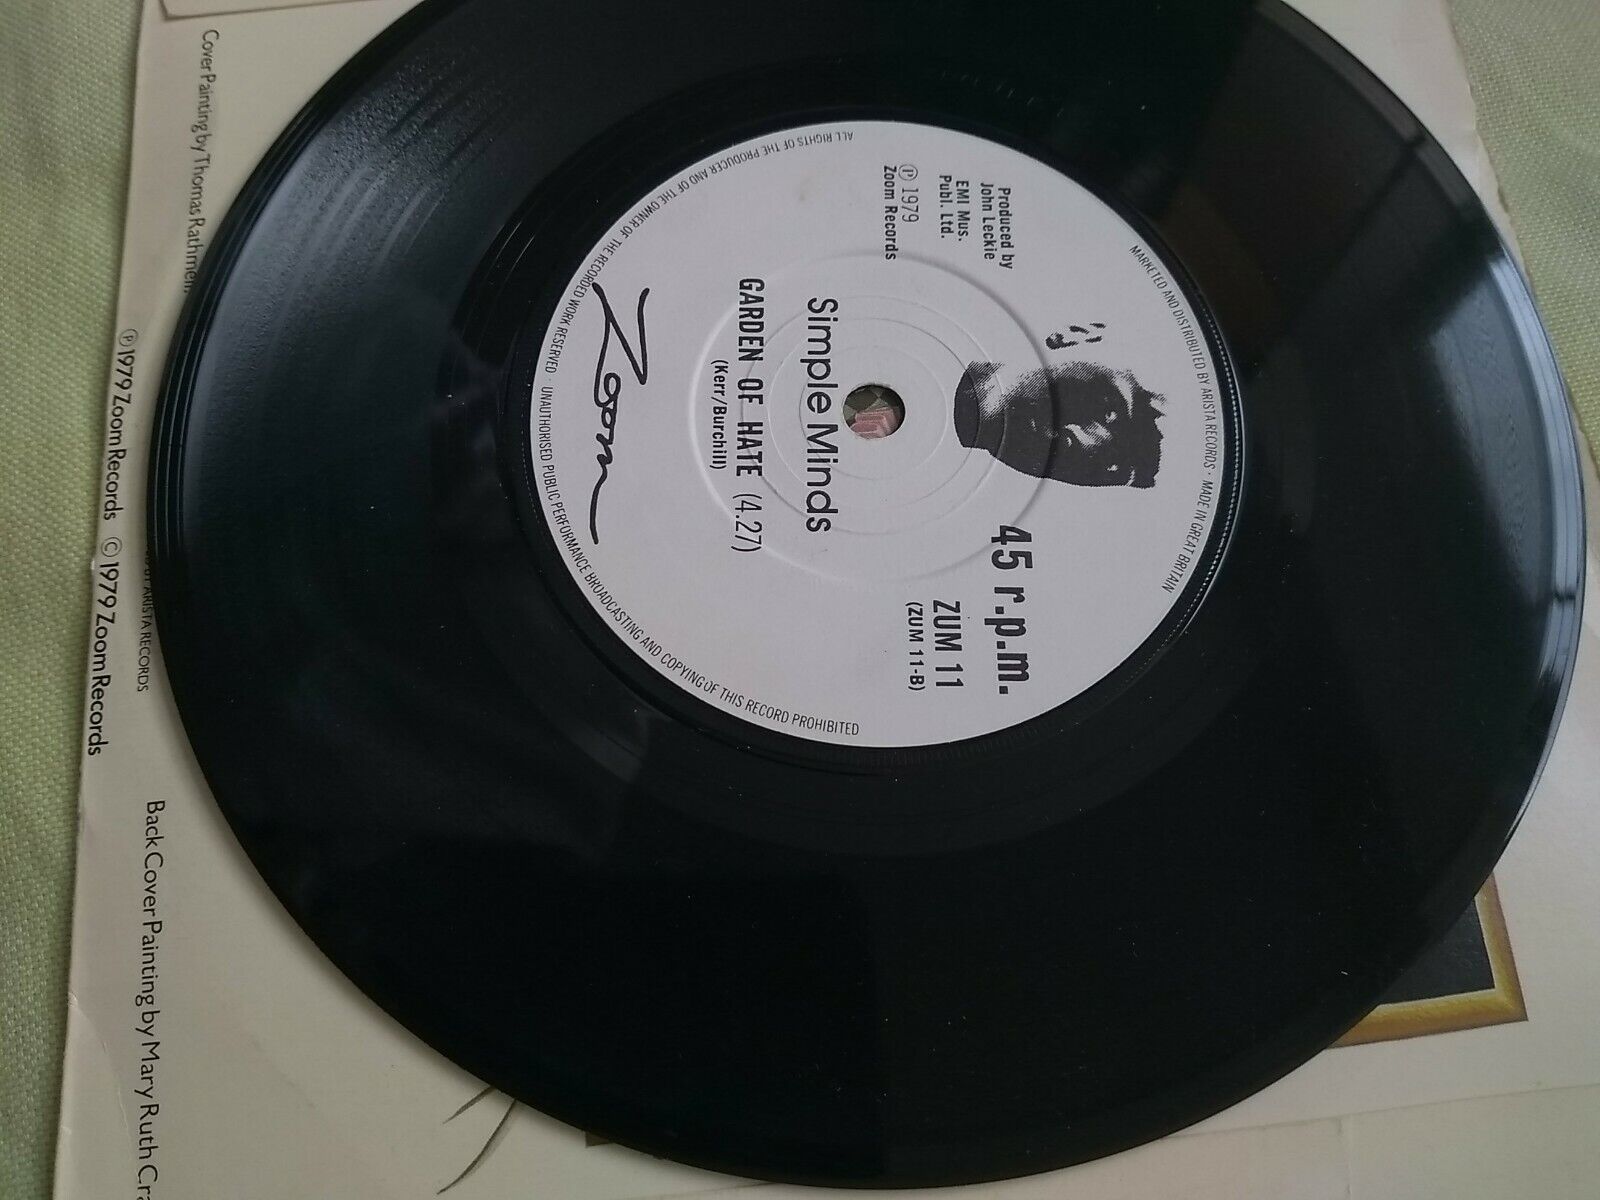 MARKETED AND DISTRIBUTED BY ARISTA RECORDS · MADE IN GREAT BRITAIN
45 r.p.m.
Produced by
John Leckie
EMI Mus.
Publ. Ltd.
ZUM 11
(ZUM 11-B)
℗ 1979
Zoom Records
Simple Minds
GARDEN OF HATE (4.27)
(Kerr/Burchill)
Zoom
ALL RIGHTS OF THE PRODUCER AND OF THE OWNER OF THE RECORDED WORK RESERVED · UNAUTHORISED PUBLIC PERFORMANCE BROADCASTING AND COPYING OF THIS RECORD PROHIBITED
Cover Painting by Thomas
Back Cover Painting by Mary Ruth
ARISTA RECORDS
℗ 1979 Zoom Records © 1979 Zoom Records